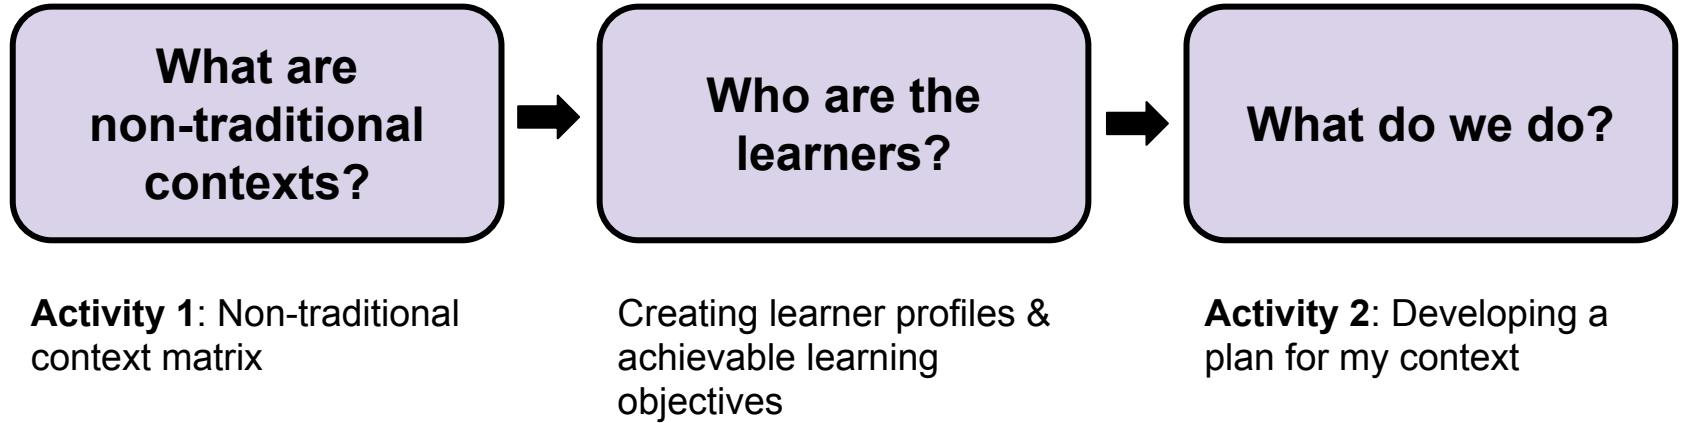 What are
non-traditional
contexts?
Who are the
learners?
What do we do?
Activity 1: Non-traditional
context matrix
Creating learner profiles &
achievable learning
objectives
Activity 2: Developing a
plan for my context